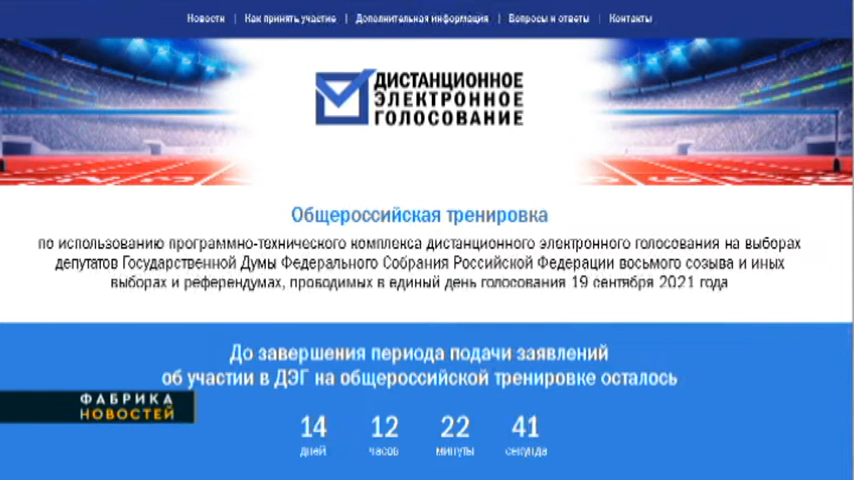 Новости | Как принять участие | Дополнительная информация | Вопросы и ответы | Контакты
ДИСТАНЦИОННОЕ
ЭЛЕКТРОННОЕ
ГОЛОСОВАНИЕ
Общероссийская тренировка
по использованию программно-технического комплекса дистанционного электронного голосования на выборах
депутатов Государственной Думы Федерального Собрания Российской Федерации восьмого созыва и иных
выборах и референдумах, проводимых в единый день голосования 19 сентября 2021 года
До завершения периода подачи заявлений
об участии в ДЭГ на общероссийской тренировке осталось
ФАБРИКА
НОВОСТЕЙ
14 12 22 41
дней часов минуты секунда